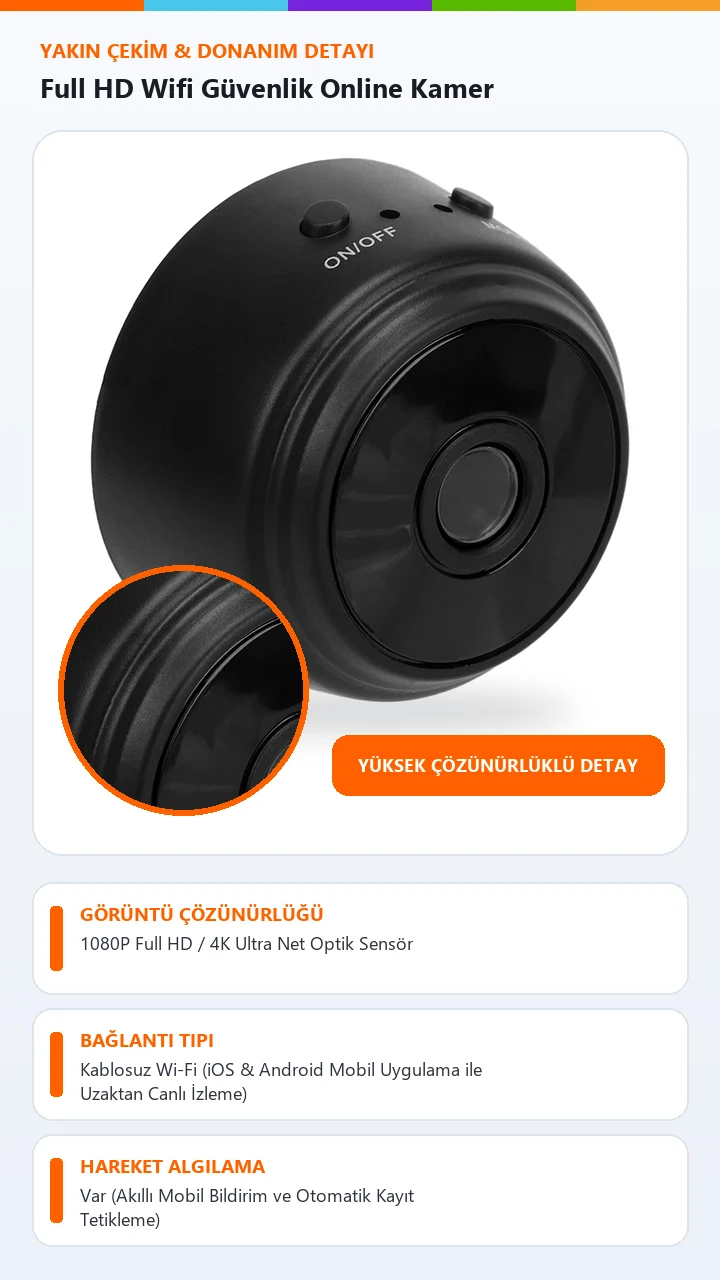 YAKIN ÇEKİM & DONANIM DETAYI
Full HD Wifi Güvenlik Online Kamer
ON/OFF
YÜKSEK ÇÖZÜNÜRLÜKLÜ DETAY
GÖRÜNTÜ ÇÖZÜNÜRLÜĞÜ
1080P Full HD / 4K Ultra Net Optik Sensör
BAĞLANTI TIPI
Kablosuz Wi-Fi (iOS & Android Mobil Uygulama ile
Uzaktan Canlı İzleme)
HAREKET ALGILAMA
Var (Akıllı Mobil Bildirim ve Otomatik Kayıt
Tetikleme)